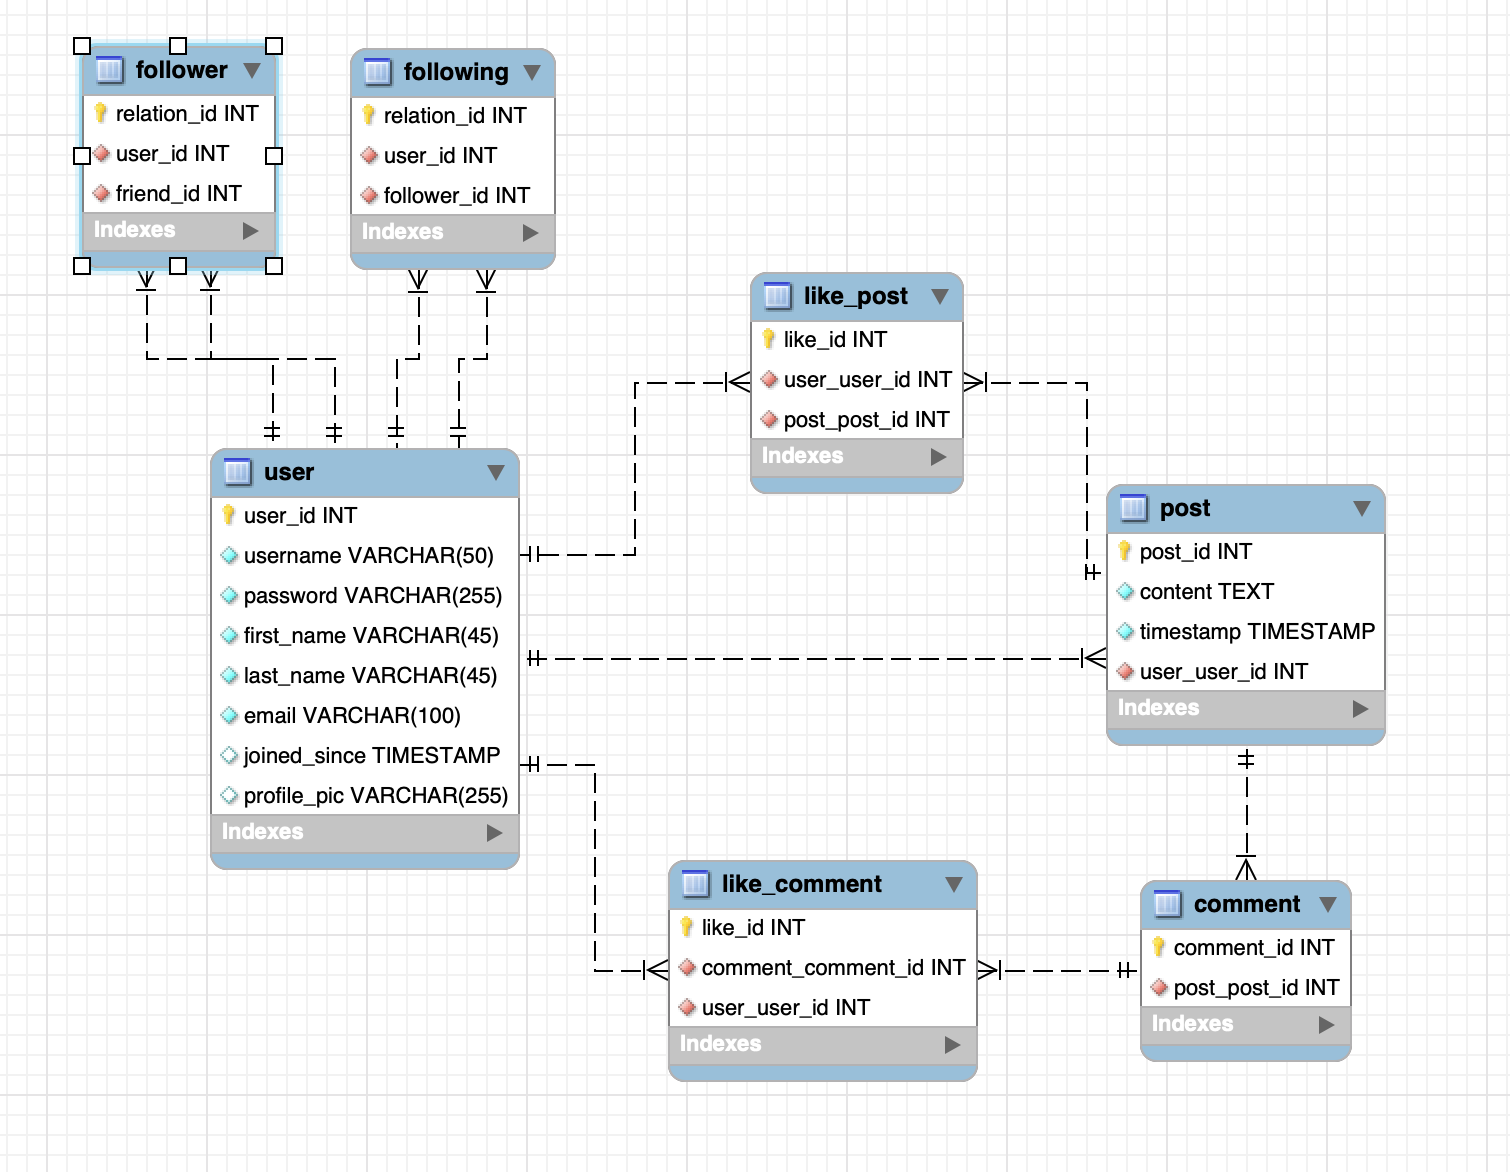 follower
relation_id INT
user_id INT
friend_id INT
Indexes
following
relation_id INT
user_id INT
follower_id INT
Indexes
like_post
like_id INT
user_user_id INT
post_post_id INT
Indexes
user
user_id INT
username VARCHAR(50)
password VARCHAR(255)
first_name VARCHAR(45)
last_name VARCHAR(45)
email VARCHAR(100)
joined_since TIMESTAMP
profile_pic VARCHAR(255)
Indexes
post
post_id INT
content TEXT
timestamp TIMESTAMP
user_user_id INT
Indexes
like_comment
like_id INT
comment_comment_id INT
user_user_id INT
Indexes
comment
comment_id INT
post_post_id INT
Indexes